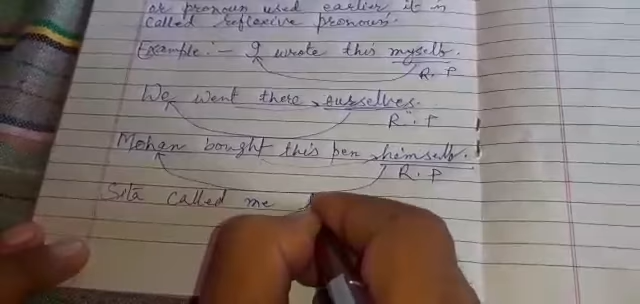 or pronoun used earlier it is
called reflexive pronoun.
Example:- I wrote this myself.
R.P
We went there ourselves.
R.P
Mohan bought this pen himself.
R.P
Sita called me